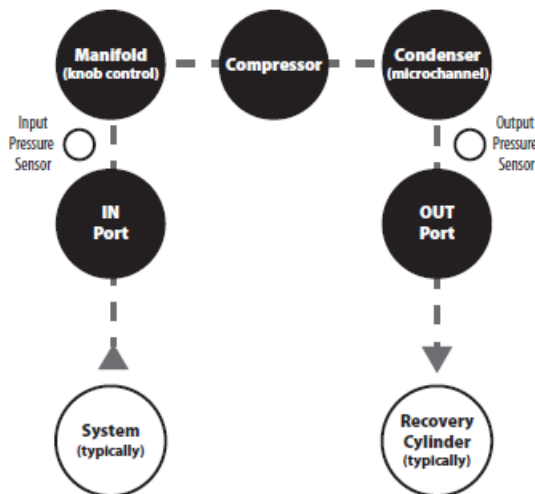 Manifold
(knob control)
Compressor
Condenser
(microchannel)
Input
Pressure
Sensor
Output
Pressure
Sensor
IN
Port
OUT
Port
System
(typically)
Recovery
Cylinder
(typically)